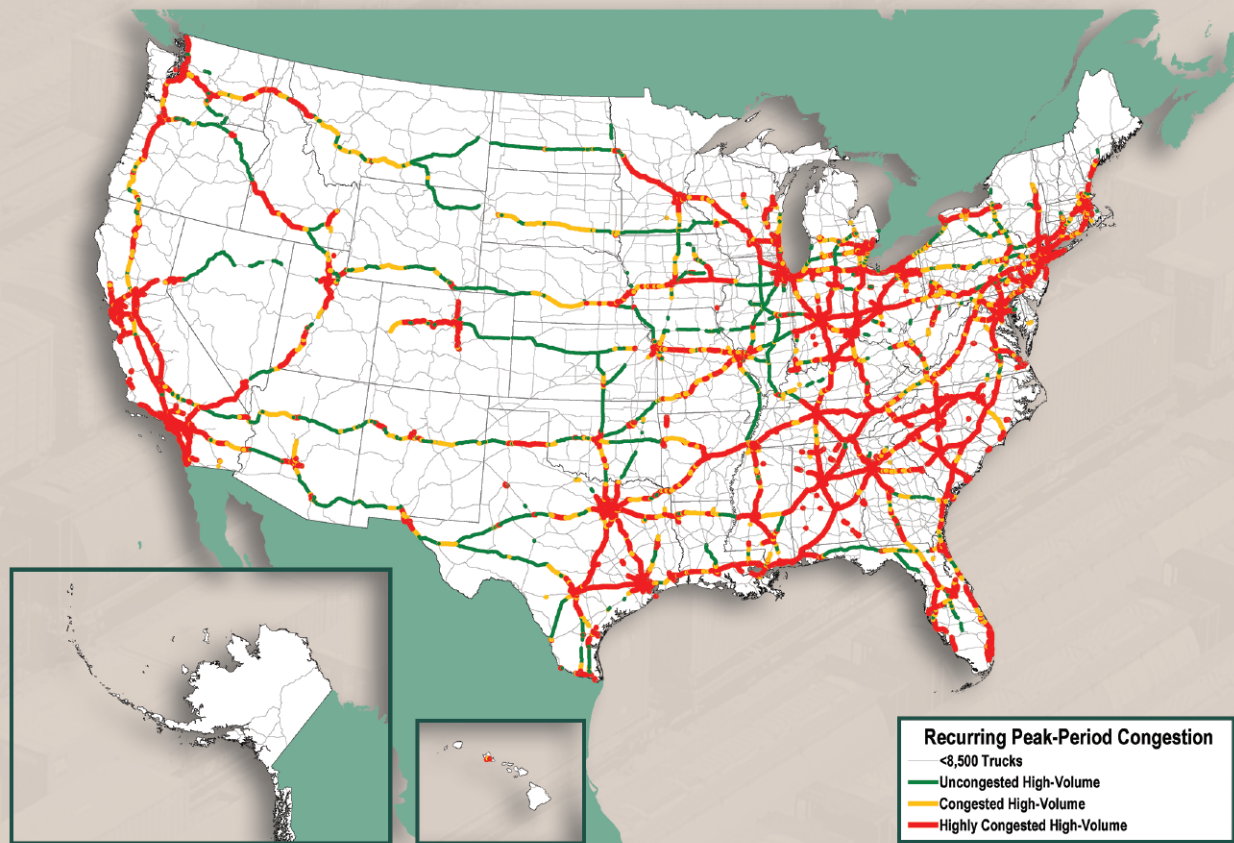 Recurring Peak-Period Congestion
<8,500 Trucks
Uncongested High-Volume
Congested High-Volume
Highly Congested High-Volume